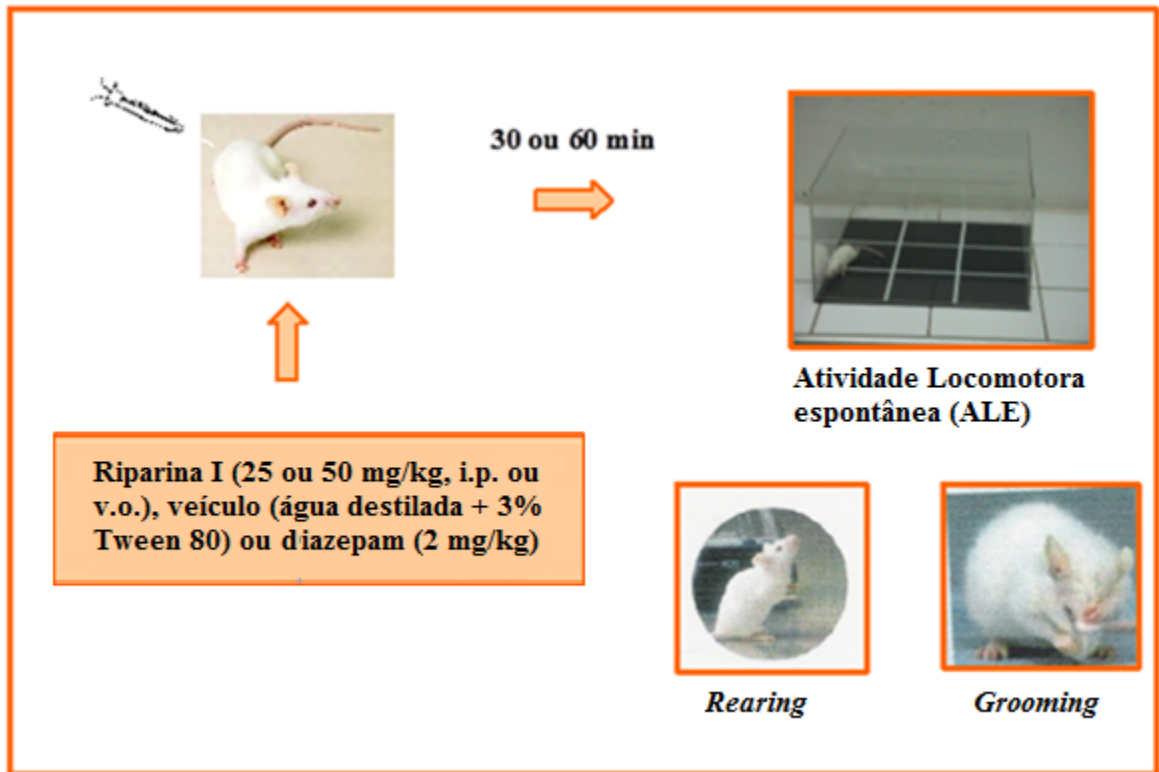 30 ou 60 min
Atividade Locomotora
espontânea (ALE)
Riparina I (25 ou 50 mg/kg, i.p. ou
v.o.), veículo (água destilada + 3%
Tween 80) ou diazepam (2 mg/kg)
Rearing
Grooming